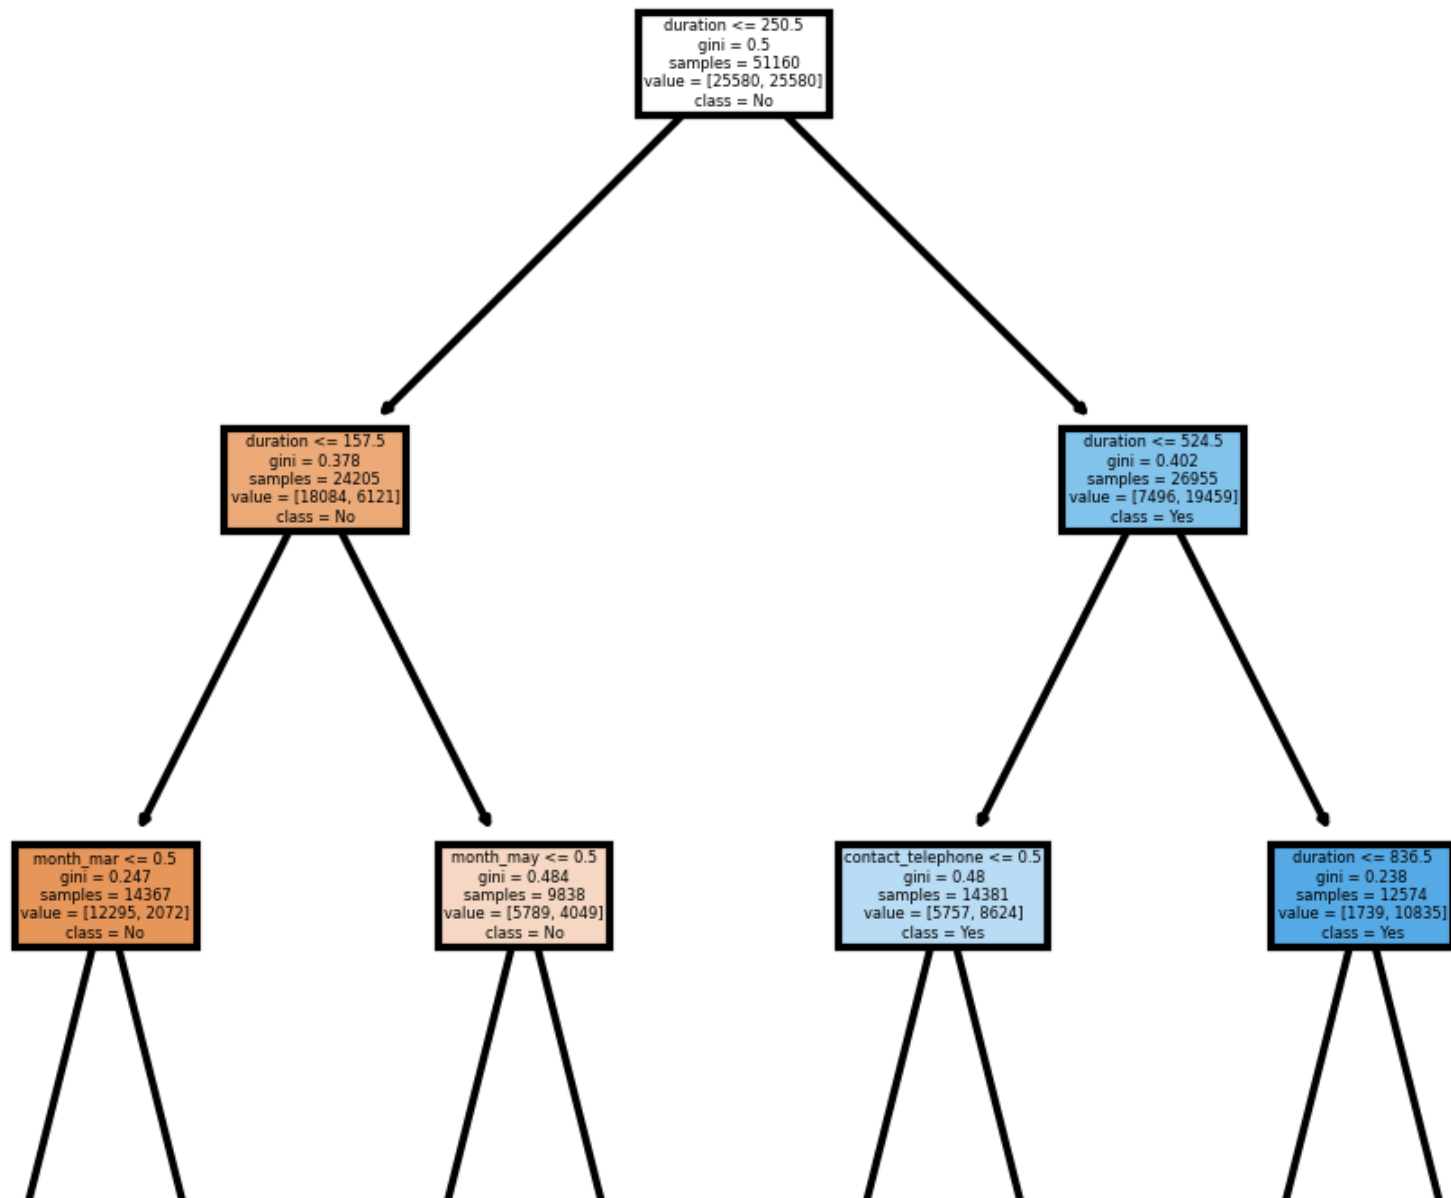 duration <= 250.5
gini = 0.5
samples = 51160
value = [25580, 25580]
class = No
duration <= 157.5
gini = 0.378
samples = 24205
value = [18084, 6121]
class = No
duration <= 524.5
gini = 0.402
samples = 26955
value = [7496, 19459]
class = Yes
month_mar <= 0.5
gini = 0.247
samples = 14367
value = [12295, 2072]
class = No
month_may <= 0.5
gini = 0.484
samples = 9838
value = [5789, 4049]
class = No
contact_telephone <= 0.5
gini = 0.48
samples = 14381
value = [5757, 8624]
class = Yes
duration <= 836.5
gini = 0.238
samples = 12574
value = [1739, 10835]
class = Yes